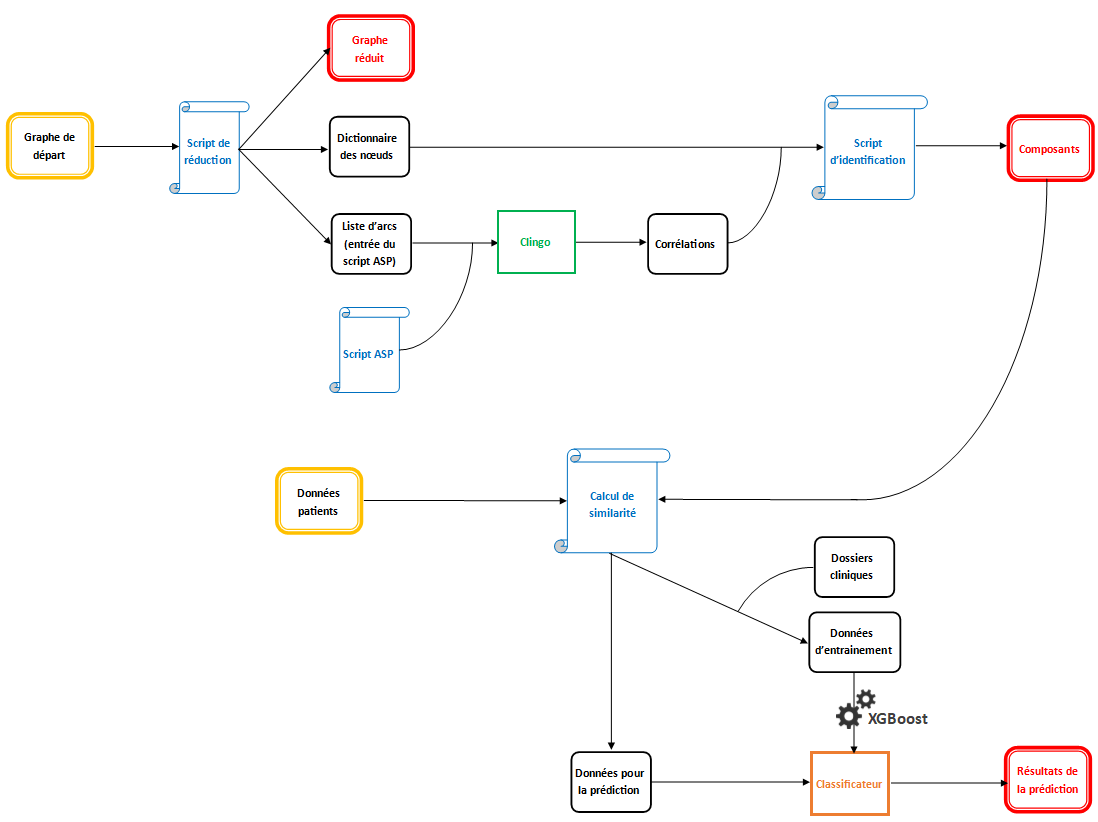 Graphe
réduit
Graphe de
départ
Script de
réduction
Dictionnaire
des nœuds
Script
d’identification
Composants
Liste d’arcs
(entrée du
script ASP)
Clingo
Corrélations
Script ASP
Données
patients
Calcul de
similarité
Dossiers
cliniques
Données
d’entrainement
XGBoost
Données pour
la prédiction
Classificateur
Résultats de
la prédiction